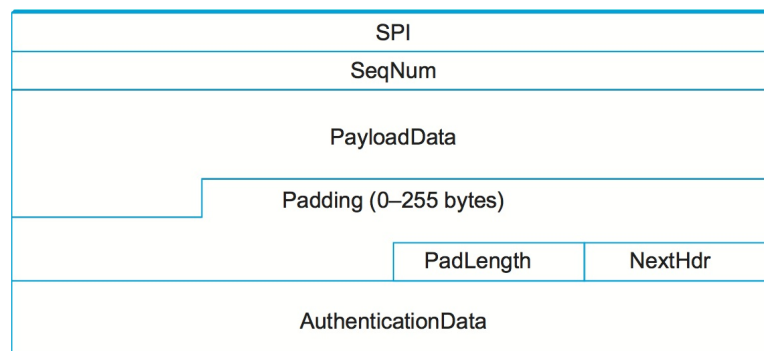 SPI
SeqNum
PayloadData
Padding (0–255 bytes)
PadLength NextHdr
AuthenticationData